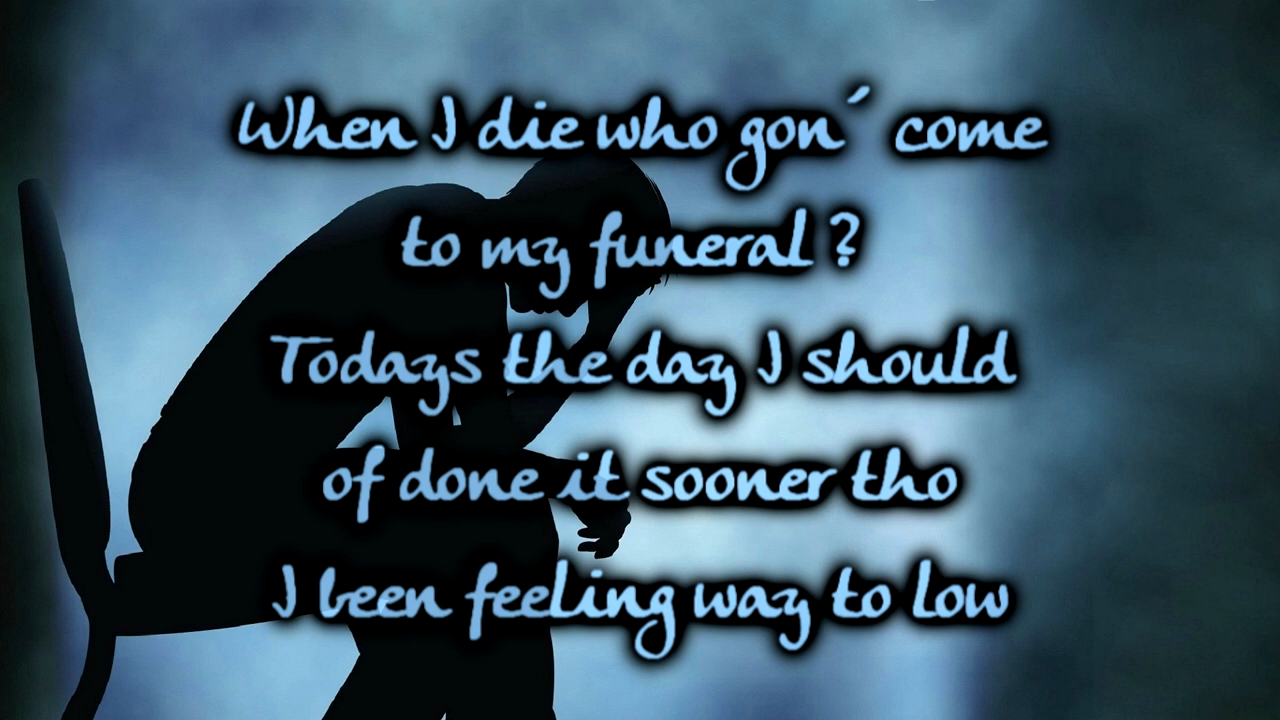 When I die who gon´ come
to my funeral ?
Todays the day I should
of done it sooner tho
I been feeling way to low